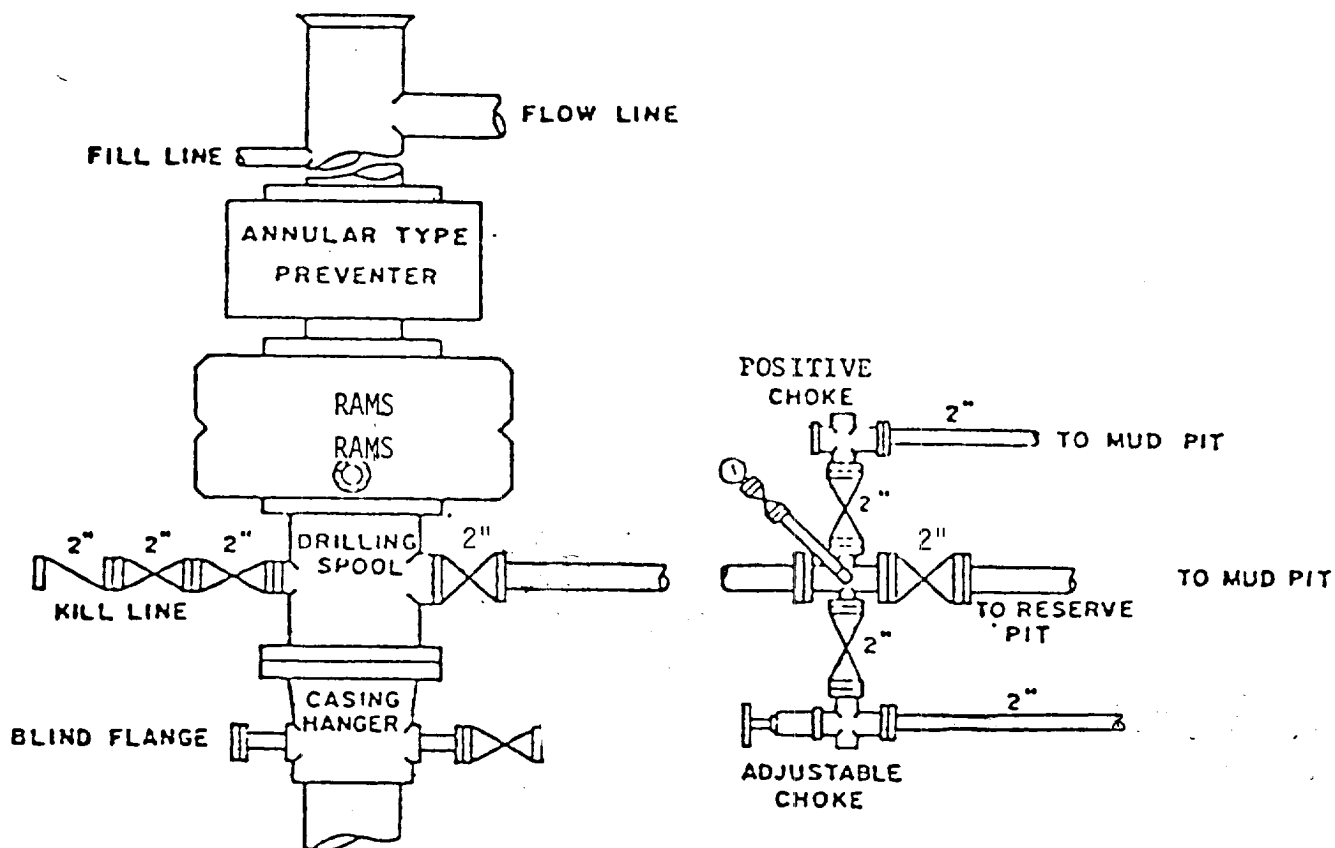 FLOW LINE
FILL LINE
ANNULAR TYPE
PREVENTER
RAMS
RAMS
POSITIVE
CHOKE
2"
TO MUD PIT
2"
2" 2" 2"
DRILLING
SPOOL
2"
KILL LINE
2"
TO MUD PIT
TO RESERVE
PIT
2"
CASING
HANGER
BLIND FLANGE
2"
ADJUSTABLE
CHOKE